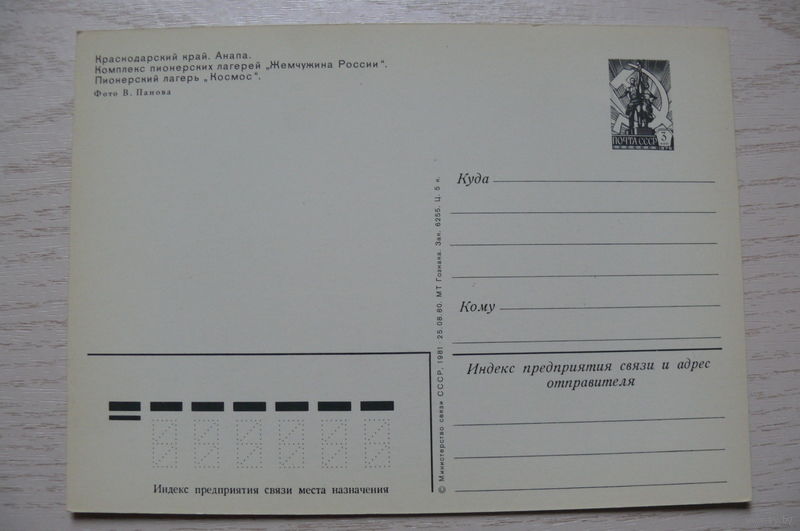 Краснодарский край. Анапа.
Комплекс пионерских лагерей „Жемчужина России".
Пионерский лагерь „Космос".
Фото В. Панова
ПОЧТА СССР 3
Куда
Кому
© Министерство связи СССР, 1981 25.08.80. МТ Гознака. Зак. 6255. Ц. 5 к.
Индекс предприятия связи и адрес
отправителя
Индекс предприятия связи места назначения